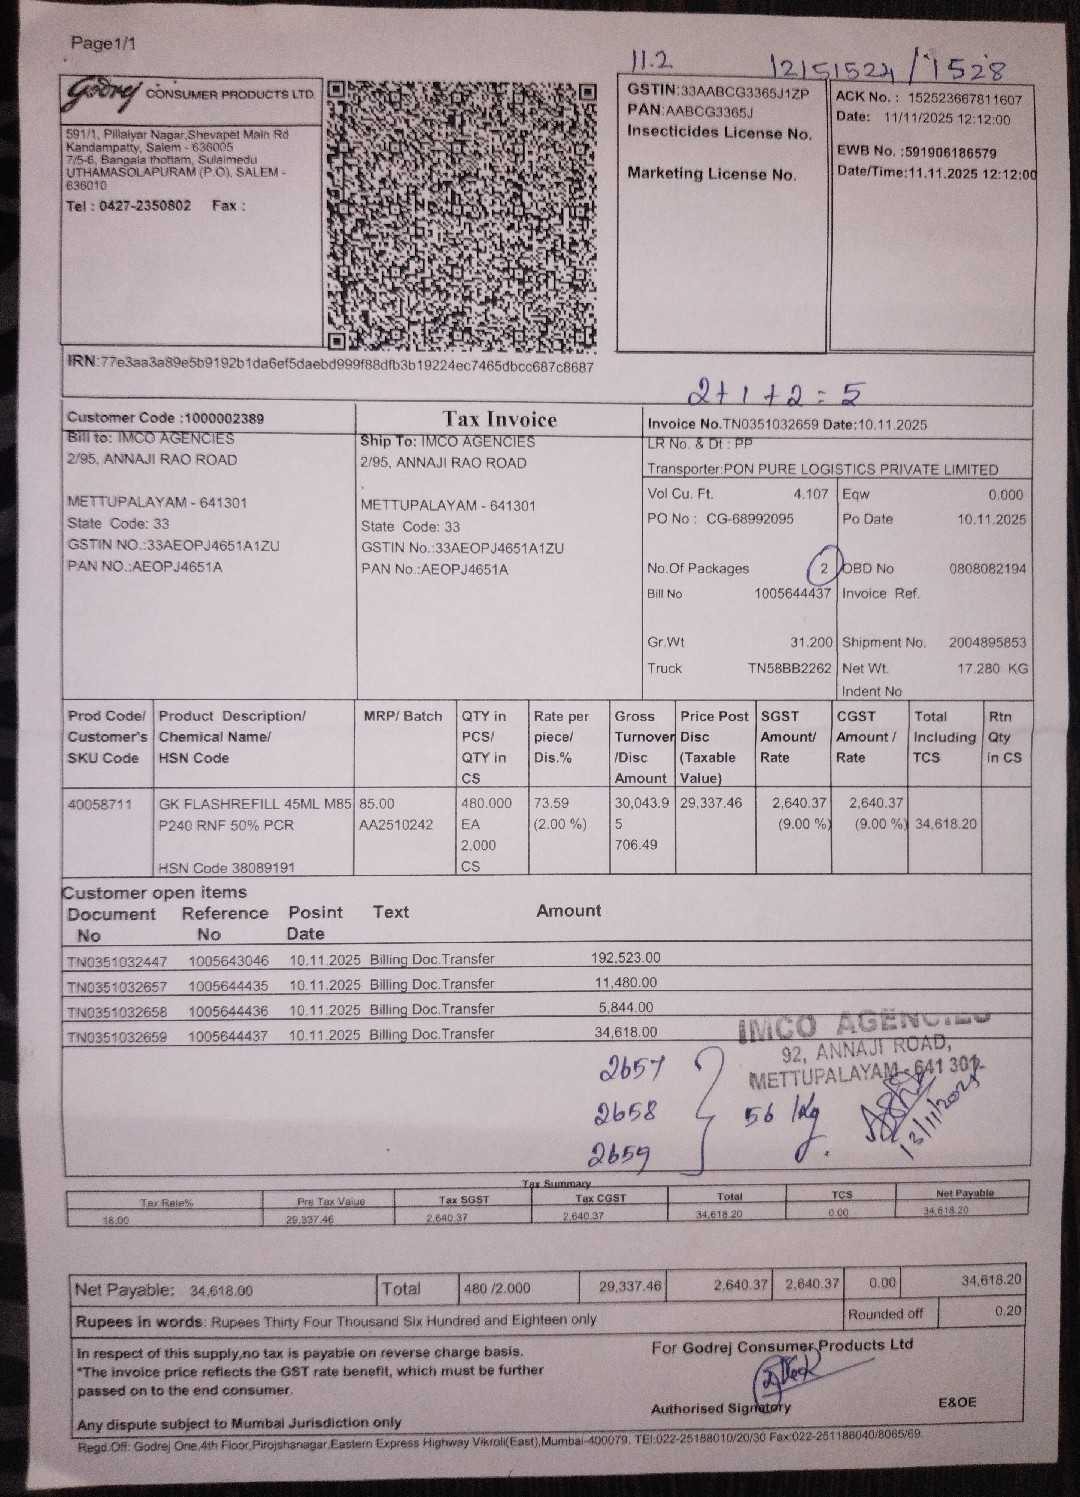 Page1/1
11.2
12151524/1528
Godrej CONSUMER PRODUCTS LTD.
591/1, Pillaiyar Nagar,Shevapet Main Rd
Kandampatty, Salem - 636005
7/5-6, Bangala thottam, Sulaimedu
UTHAMASOLAPURAM (P.O), SALEM -
636010
Tel : 0427-2350802 Fax :
GSTIN:33AABCG3365J1ZP
PAN:AABCG3365J
Insecticides License No.
Marketing License No.
ACK No. : 152523667811607
Date: 11/11/2025 12:12:00
EWB No. :591906186579
Date/Time:11.11.2025 12:12:00
IRN:77e3aa3a89e5b9192b1da6ef5daebd999f88dfb3b19224ec7465dbcc687c8687
2+1+2=5
Customer Code :1000002389
Tax Invoice
Invoice No.TN0351032659 Date:10.11.2025
Bill to: IMCO AGENCIES
2/95, ANNAJI RAO ROAD
METTUPALAYAM - 641301
State Code: 33
GSTIN NO.:33AEOPJ4651A1ZU
PAN NO.:AEOPJ4651A
Ship To: IMCO AGENCIES
2/95, ANNAJI RAO ROAD
.
METTUPALAYAM - 641301
State Code: 33
GSTIN No.:33AEOPJ4651A1ZU
PAN No.:AEOPJ4651A
LR No. & Dt : PP
Transporter:PON PURE LOGISTICS PRIVATE LIMITED
Vol Cu. Ft. 4.107 Eqw 0.000
PO No : CG-68992095 Po Date 10.11.2025
No.Of Packages 2 OBD No 0808082194
Bill No 1005644437 Invoice Ref.
Gr.Wt 31.200 Shipment No. 2004895853
Truck TN58BB2262 Net Wt. 17.280 KG
Indent No
Prod Code/ Product Description/ MRP/ Batch QTY in Rate per Gross Price Post SGST CGST Total Rtn
Customer's Chemical Name/ PCS/ piece/ Turnover Disc Amount/ Amount / Including Qty
SKU Code HSN Code QTY in Dis.% /Disc (Taxable Rate Rate TCS in CS
CS Amount Value)
40058711 GK FLASHREFILL 45ML M85 85.00 480.000 73.59 30,043.9 29,337.46 2,640.37 2,640.37
P240 RNF 50% PCR AA2510242 EA (2.00 %) 5 (9.00 %) (9.00 %) 34,618.20
2.000 706.49
HSN Code 38089191 CS
Customer open items
Document Reference Posint Text Amount
No No Date
TN0351032447 1005643046 10.11.2025 Billing Doc.Transfer 192,523.00
TN0351032657 1005644435 10.11.2025 Billing Doc.Transfer 11,480.00
TN0351032658 1005644436 10.11.2025 Billing Doc.Transfer 5,844.00
TN0351032659 1005644437 10.11.2025 Billing Doc.Transfer 34,618.00
IMCO AGENCIES
92, ANNAJI ROAD,
METTUPALAYAM - 641 301.
2657
2658 56 kg
2659
13/11/2025
Tax Summary
Tax Rate% Pre Tax Value Tax SGST Tax CGST Total TCS Net Payable
18.00 29,337.46 2,640.37 2,640.37 34,618.20 0.00 34,618.20
Net Payable: 34,618.00 Total 480 /2.000 29,337.46 2,640.37 2,640.37 0.00 34,618.20
Rupees in words: Rupees Thirty Four Thousand Six Hundred and Eighteen only Rounded off 0.20
In respect of this supply,no tax is payable on reverse charge basis.
*The invoice price reflects the GST rate benefit, which must be further
passed on to the end consumer.
Any dispute subject to Mumbai Jurisdiction only
For Godrej Consumer Products Ltd
Authorised Signatory
E&OE
Regd.Off: Godrej One,4th Floor,Pirojshanagar,Eastern Express Highway Vikroli(East),Mumbai-400079. TEl:022-25188010/20/30 Fax:022-251188040/8065/69.